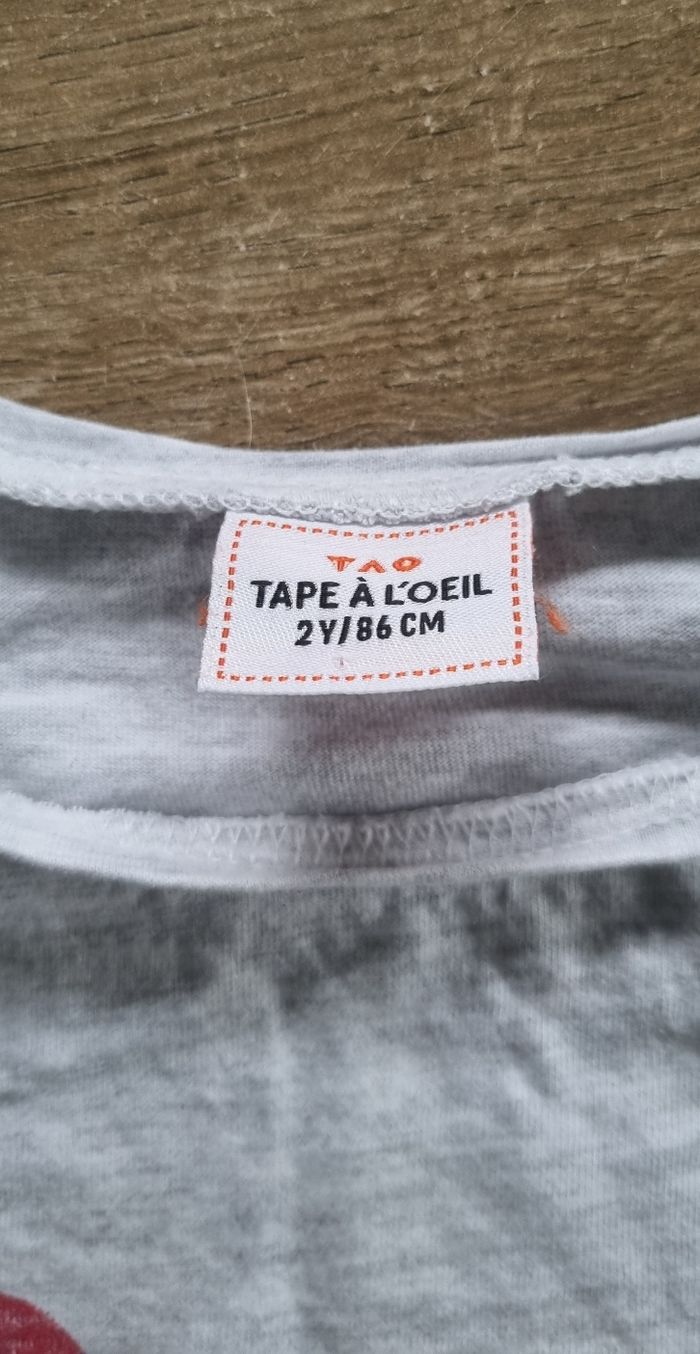 TAO
TAPE À L'OEIL
2Y/86 CM